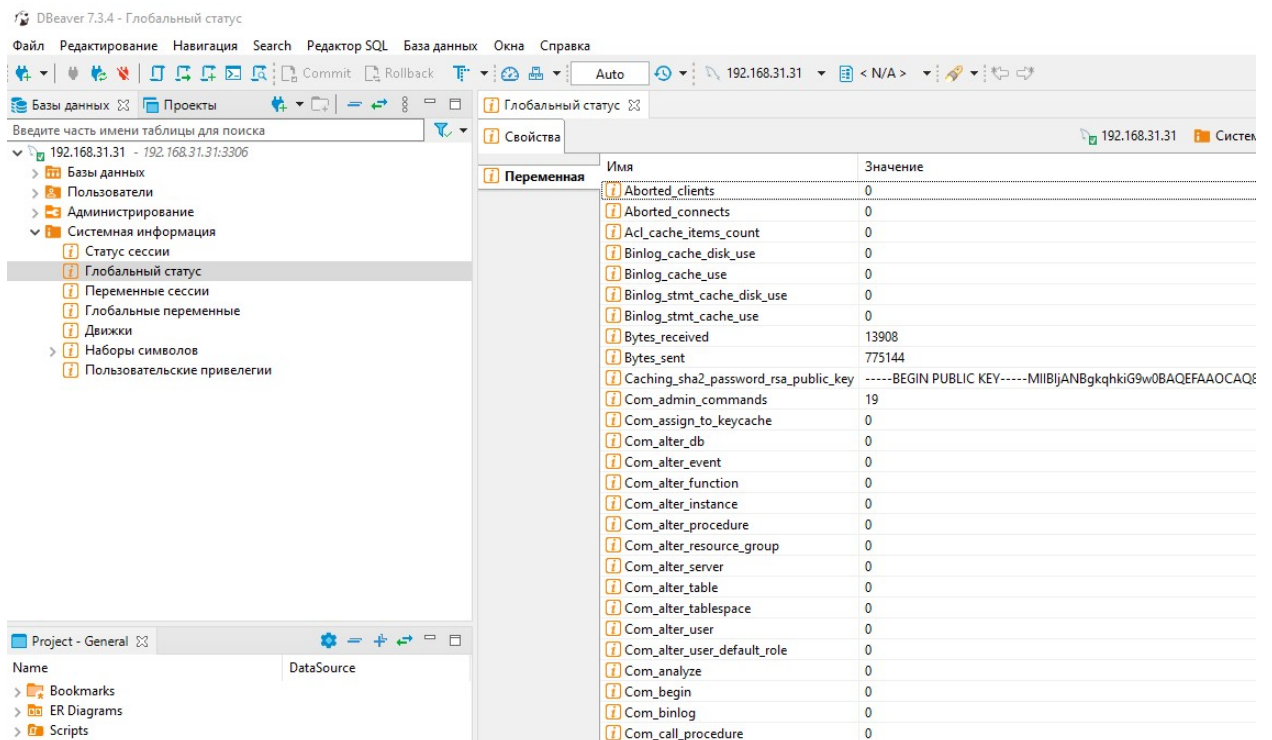 DBeaver 7.3.4 - Глобальный статус
Файл Редактирование Навигация Search Редактор SQL База данных Окна Справка
Commit Rollback Auto 192.168.31.31 < N/A >
Базы данных Проекты
Введите часть имени таблицы для поиска
192.168.31.31 - 192.168.31.31:3306
Базы данных
Пользователи
Администрирование
Системная информация
Статус сессии
Глобальный статус
Переменные сессии
Глобальные переменные
Движки
Наборы символов
Пользовательские привелегии
Project - General
Name DataSource
Bookmarks
ER Diagrams
Scripts
Глобальный статус
Свойства 192.168.31.31 Систем
Переменная
Имя Значение
Aborted_clients 0
Aborted_connects 0
Acl_cache_items_count 0
Binlog_cache_disk_use 0
Binlog_cache_use 0
Binlog_stmt_cache_disk_use 0
Binlog_stmt_cache_use 0
Bytes_received 13908
Bytes_sent 775144
Caching_sha2_password_rsa_public_key -----BEGIN PUBLIC KEY-----MIIBIjANBgkqhkiG9w0BAQEFAAOCAQ8
Com_admin_commands 19
Com_assign_to_keycache 0
Com_alter_db 0
Com_alter_event 0
Com_alter_function 0
Com_alter_instance 0
Com_alter_procedure 0
Com_alter_resource_group 0
Com_alter_server 0
Com_alter_table 0
Com_alter_tablespace 0
Com_alter_user 0
Com_alter_user_default_role 0
Com_analyze 0
Com_begin 0
Com_binlog 0
Com_call_procedure 0